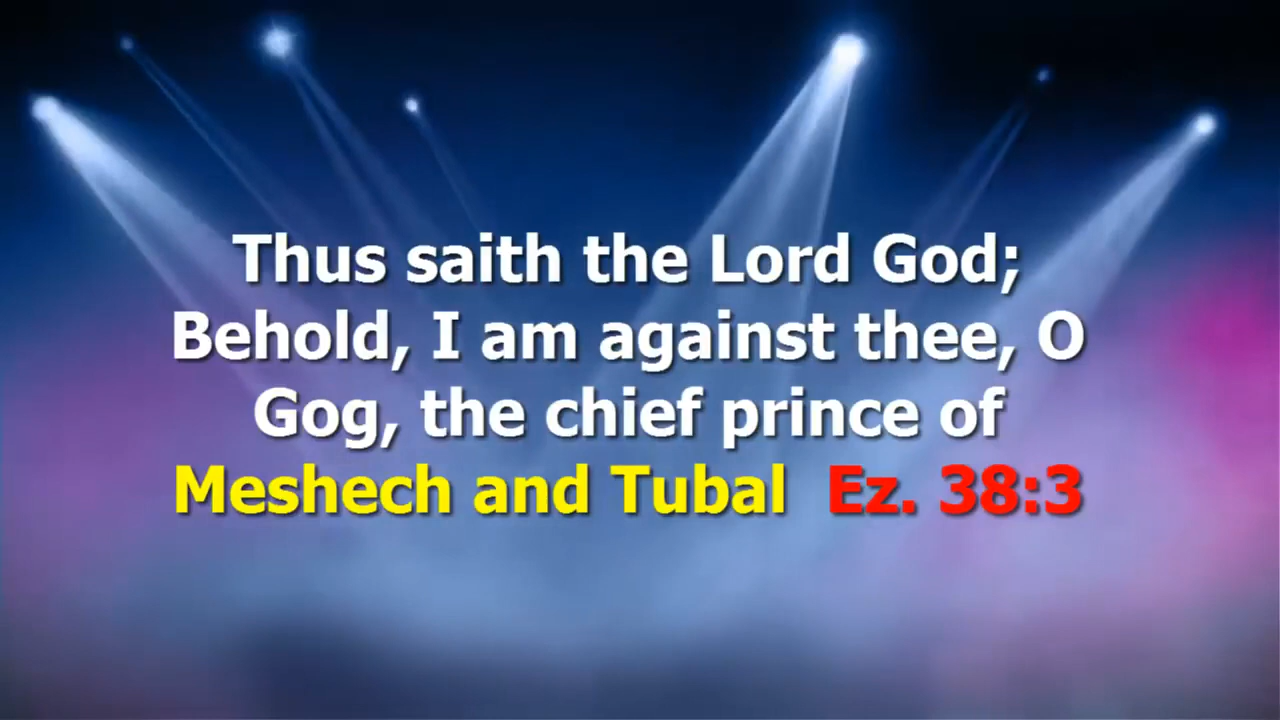 Thus saith the Lord God;
Behold, I am against thee, O
Gog, the chief prince of
Meshech and Tubal  Ez. 38:3